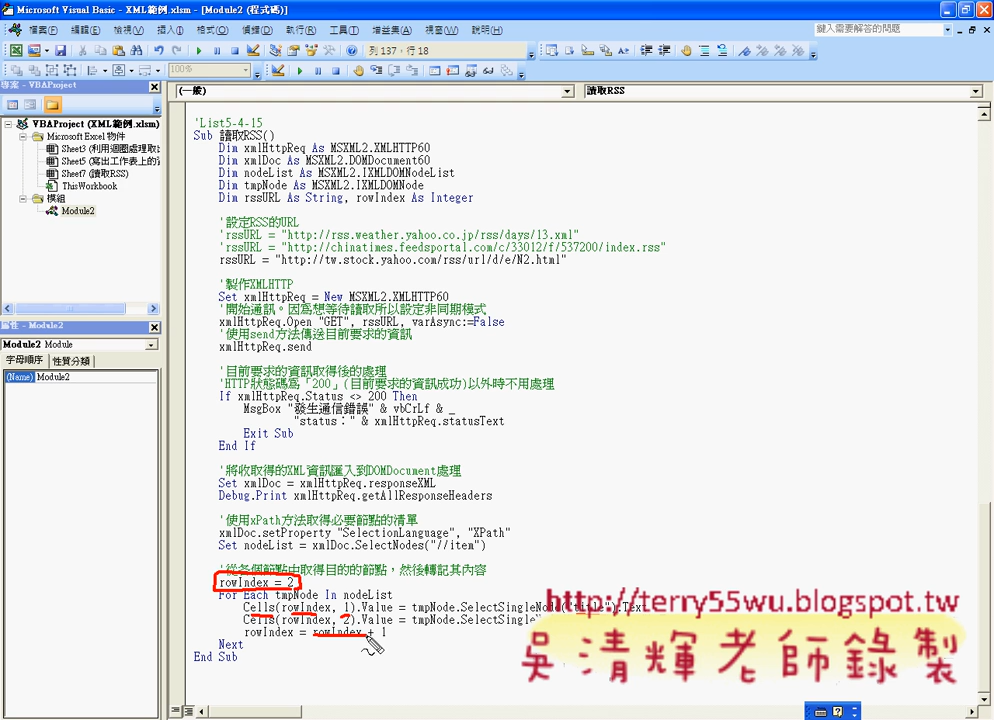 Microsoft Visual Basic - XML範例.xlsm - [Module2 (程式碼)]
檔案(F) 編輯(E) 檢視(V) 插入(I) 格式(O) 偵錯(D) 執行(R) 工具(T) 增益集(A) 視窗(W) 說明(H)
鍵入需要解答的問題
列 137, 行 18
100%
專案 - VBAProject
(一般)
讀取RSS
VBAProject (XML範例.xlsm)
Microsoft Excel 物件
Sheet3 (利用迴圈處理取
Sheet5 (寫出工作表上的
Sheet7 (讀取RSS)
ThisWorkbook
模組
Module2
屬性 - Module2
Module2 Module
字母順序 性質分類
(Name) Module2
'List5-4-15
Sub 讀取RSS()
Dim xmlHttpReq As MSXML2.XMLHTTP60
Dim xmlDoc As MSXML2.DOMDocument60
Dim nodeList As MSXML2.IXMLDOMNodeList
Dim tmpNode As MSXML2.IXMLDOMNode
Dim rssURL As String, rowIndex As Integer
'設定RSS的URL
'rssURL = "http://rss.weather.yahoo.co.jp/rss/days/13.xml"
'rssURL = "http://chinatimes.feedsportal.com/c/33012/f/537200/index.rss"
rssURL = "http://tw.stock.yahoo.com/rss/url/d/e/N2.html"
'製作XMLHTTP
Set xmlHttpReq = New MSXML2.XMLHTTP60
'開始通訊。因為想等待讀取所以設定非同期模式
xmlHttpReq.Open "GET", rssURL, varAsync:=False
'使用send方法傳送目前要求的資訊
xmlHttpReq.send
'目前要求的資訊取得後的處理
'HTTP狀態碼為「200」(目前要求的資訊成功)以外時不用處理
If xmlHttpReq.Status <> 200 Then
MsgBox "發生通信錯誤" & vbCrLf & _
"status：" & xmlHttpReq.statusText
Exit Sub
End If
'將收取得的XML資訊匯入到DOMDocument處理
Set xmlDoc = xmlHttpReq.responseXML
Debug.Print xmlHttpReq.getAllResponseHeaders
'使用xPath方法取得必要節點的清單
xmlDoc.setProperty "SelectionLanguage", "XPath"
Set nodeList = xmlDoc.SelectNodes("//item")
'從各個節點中取得目的的節點，然後轉記其內容
rowIndex = 2
For Each tmpNode In nodeList
Cells(rowIndex, 1).Value = tmpNode.SelectSingleNode("title").Text
Cells(rowIndex, 2).Value = tmpNode.SelectSingle
rowIndex = rowIndex + 1
Next
End Sub
http://terry55wu.blogspot.tw
吳清輝老師錄製